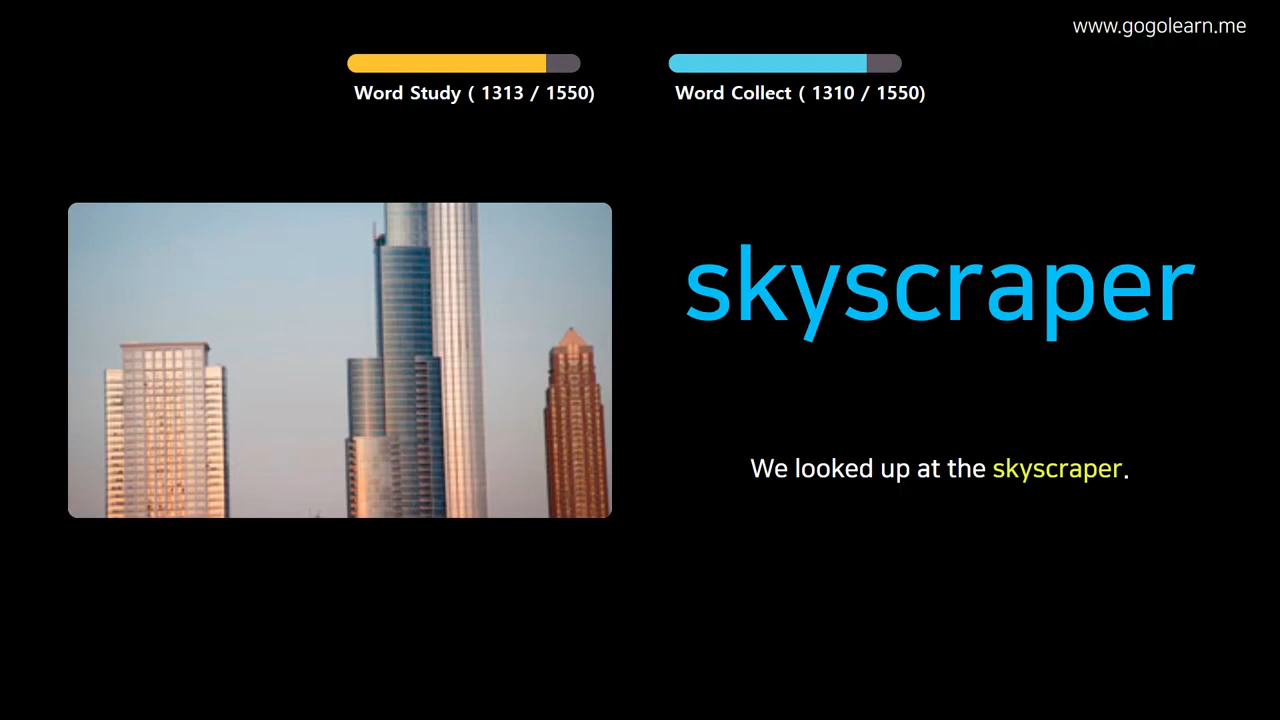 www.gogolearn.me
Word Study ( 1313 / 1550)
Word Collect ( 1310 / 1550)
skyscraper
We looked up at the skyscraper.